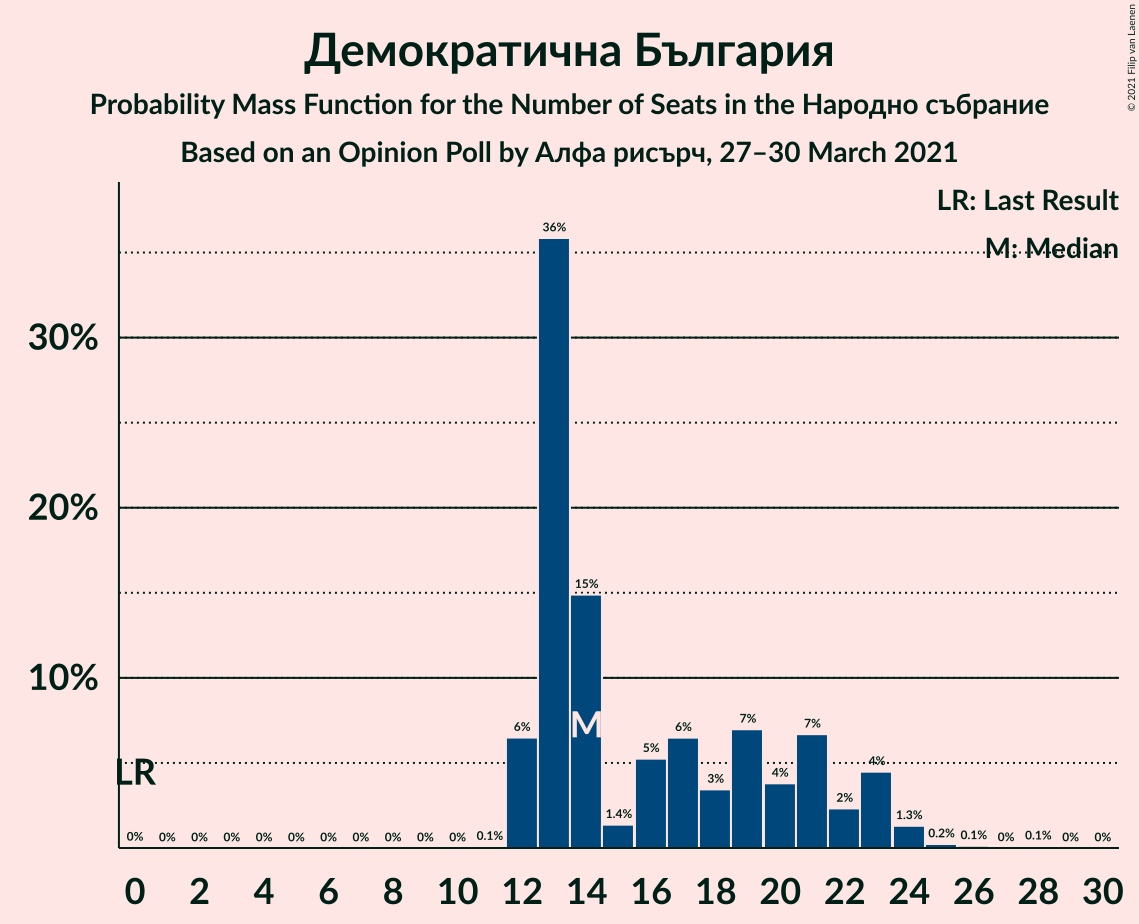 Демократична България
Probability Mass Function for the Number of Seats in the Народно събрание
Based on an Opinion Poll by Алфа рисърч, 27–30 March 2021
© 2021 Filip van Laenen
LR: Last Result
M: Median
36%
30%
20%
15%
10%
M
LR
0% 0% 0% 0% 0% 0% 0% 0% 0% 0% 0% 0.1% 6% 1.4% 5% 6% 3% 7% 4% 7% 2% 4% 1.3% 0.2% 0.1% 0% 0.1% 0% 0%
0 2 4 6 8 10 12 14 16 18 20 22 24 26 28 30